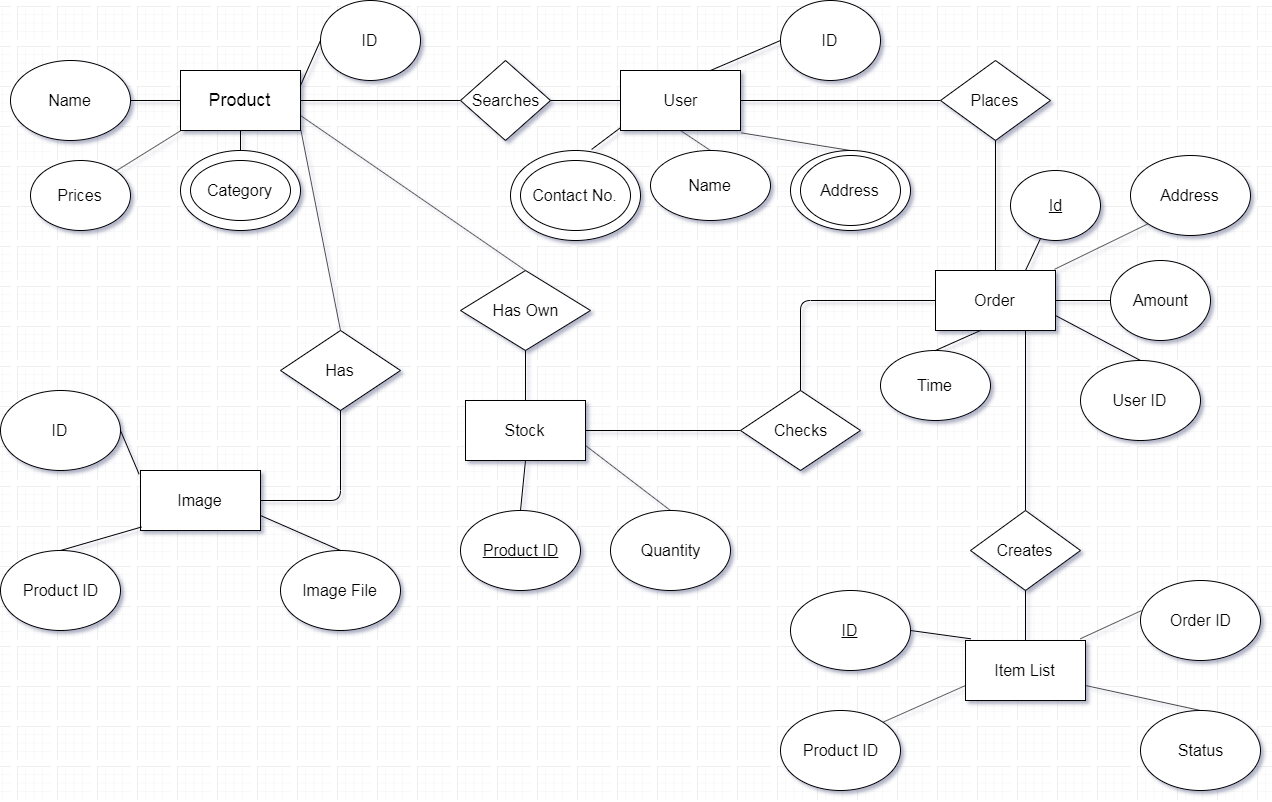 ID
ID
Name
Product
Searches
User
Places
Prices
Category
Contact No.
Name
Address
Id
Address
Has Own
Order
Amount
Has
Time
User ID
ID
Stock
Checks
Image
Product ID
Quantity
Creates
Product ID
Image File
ID
Order ID
Item List
Product ID
Status